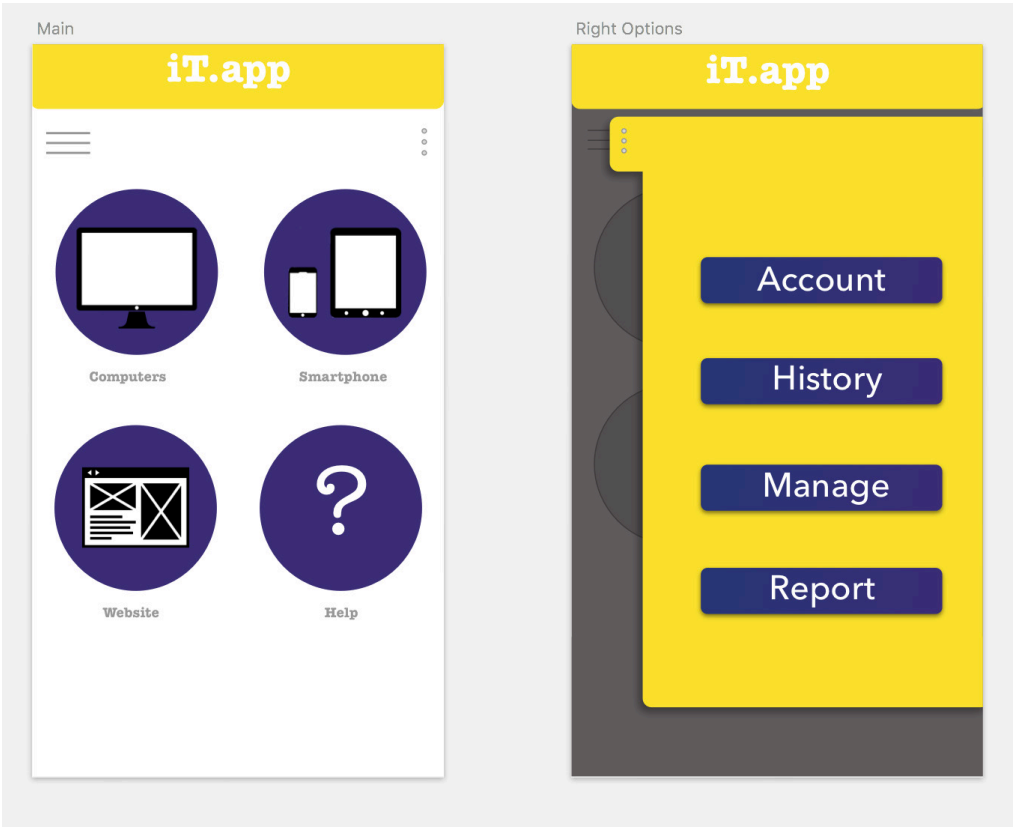 Main
iT.app
Computers
Smartphone
Website
?
Help
Right Options
iT.app
Account
History
Manage
Report